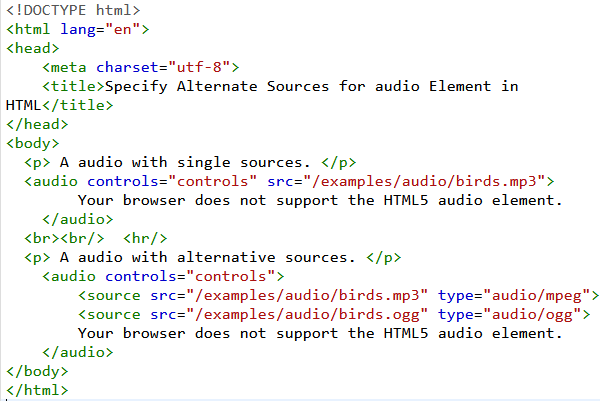 <!DOCTYPE html>
<html lang="en">
<head>
    <meta charset="utf-8">
    <title>Specify Alternate Sources for audio Element in
HTML</title>
</head>
<body>
  <p> A audio with single sources. </p>
  <audio controls="controls" src="/examples/audio/birds.mp3">
        Your browser does not support the HTML5 audio element.
    </audio>
  <br><br/>  <hr/>
  <p> A audio with alternative sources. </p>
    <audio controls="controls">
        <source src="/examples/audio/birds.mp3" type="audio/mpeg">
        <source src="/examples/audio/birds.ogg" type="audio/ogg">
        Your browser does not support the HTML5 audio element.
    </audio>
</body>
</html>